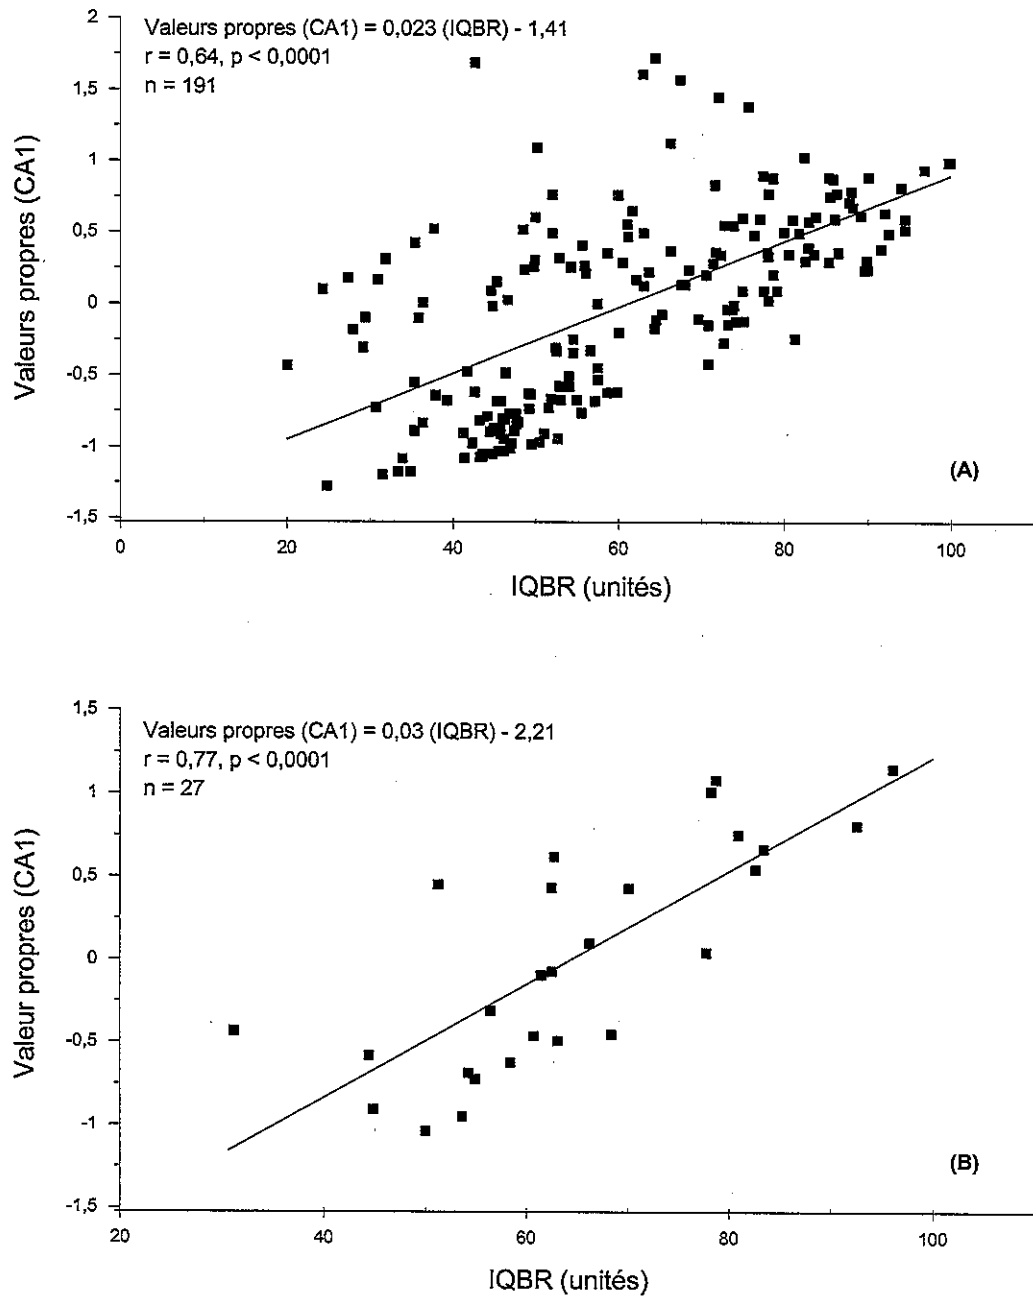 Valeurs propres (CA1) = 0,023 (IQBR) - 1,41
r = 0,64, p < 0,0001
n = 191
Valeurs propres (CA1)
2
1,5
1
0,5
0
-0,5
-1
-1,5
(A)
0 20 40 60 80 100
IQBR (unités)
Valeurs propres (CA1) = 0,03 (IQBR) - 2,21
r = 0,77, p < 0,0001
n = 27
Valeur propres (CA1)
1,5
1
0,5
0
-0,5
-1
-1,5
(B)
20 40 60 80 100
IQBR (unités)